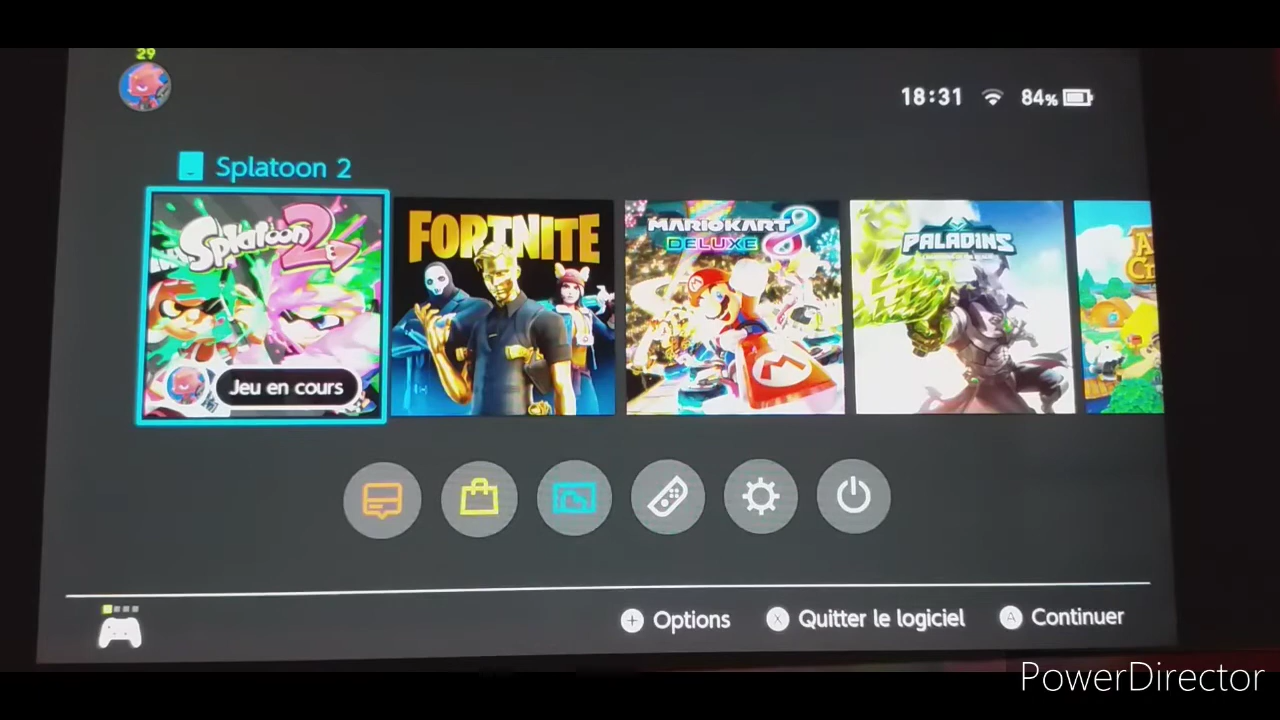 29
18:31 84%
Splatoon 2
Splatoon 2
FORTNITE
MARIOKART 8
DELUXE
PALADINS
Jeu en cours
+ Options X Quitter le logiciel A Continuer
PowerDirector